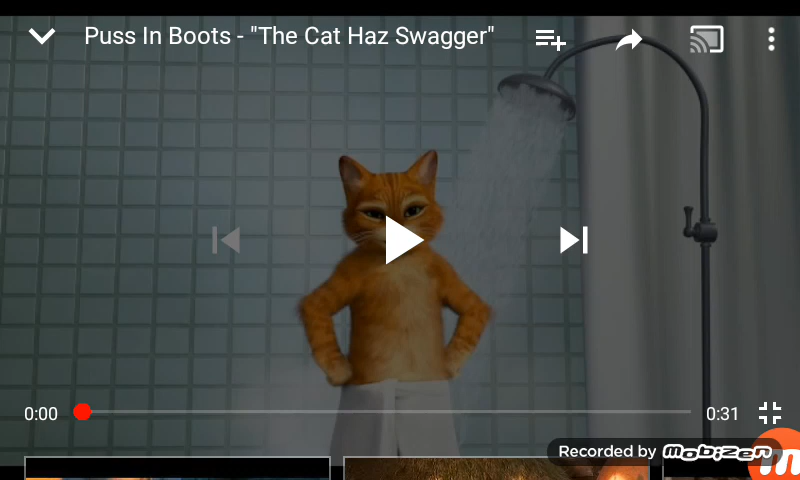 Puss In Boots - "The Cat Haz Swagger"
0:00
0:31
Recorded by MobiZen